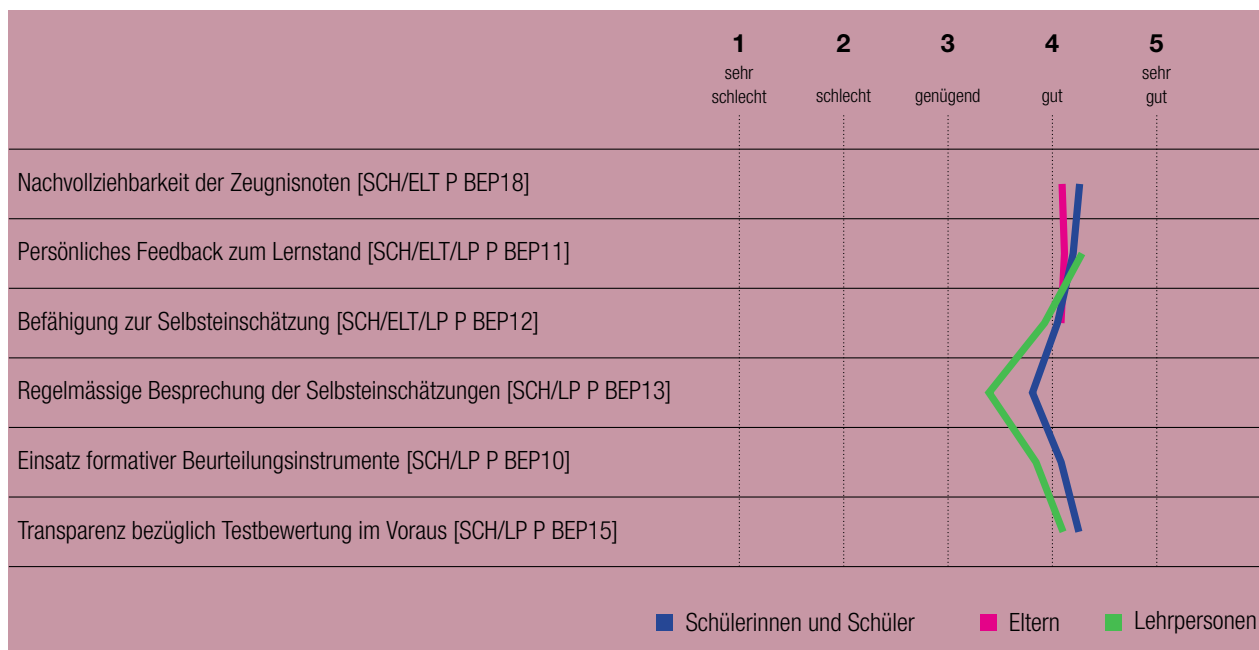 1 2 3 4 5
sehr schlecht schlecht genügend gut sehr gut
Nachvollziehbarkeit der Zeugnisnoten [SCH/ELT P BEP18]
Persönliches Feedback zum Lernstand [SCH/ELT/LP P BEP11]
Befähigung zur Selbsteinschätzung [SCH/ELT/LP P BEP12]
Regelmässige Besprechung der Selbsteinschätzungen [SCH/LP P BEP13]
Einsatz formativer Beurteilungsinstrumente [SCH/LP P BEP10]
Transparenz bezüglich Testbewertung im Voraus [SCH/LP P BEP15]
Schülerinnen und Schüler Eltern Lehrpersonen